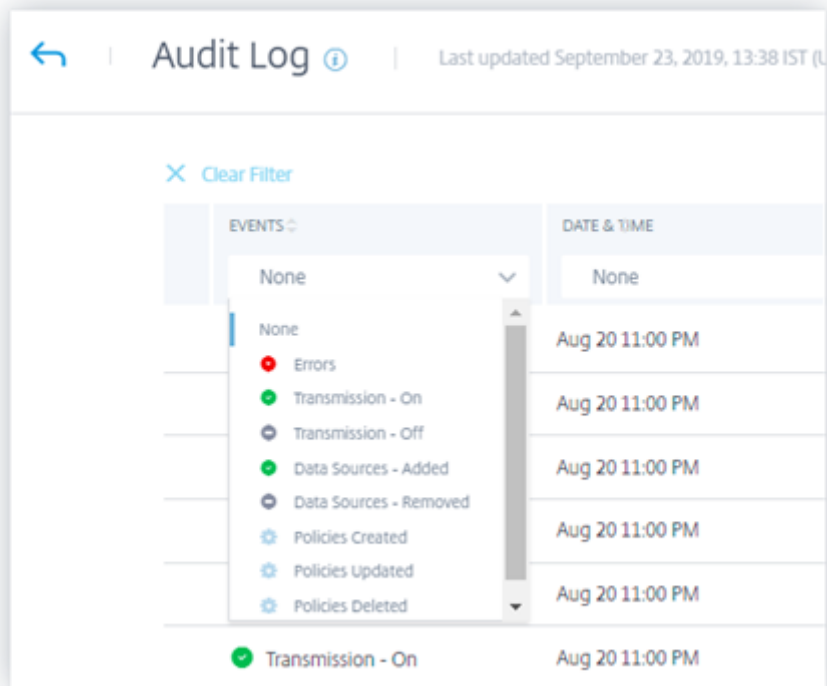 Audit Log
Last updated September 23, 2019, 13:38 IST (U
Clear Filter
EVENTS DATE & TIME
None None
None
Errors
Transmission - On
Transmission - Off
Data Sources - Added
Data Sources - Removed
Policies Created
Policies Updated
Policies Deleted
Aug 20 11:00 PM
Aug 20 11:00 PM
Aug 20 11:00 PM
Aug 20 11:00 PM
Aug 20 11:00 PM
Transmission - On Aug 20 11:00 PM